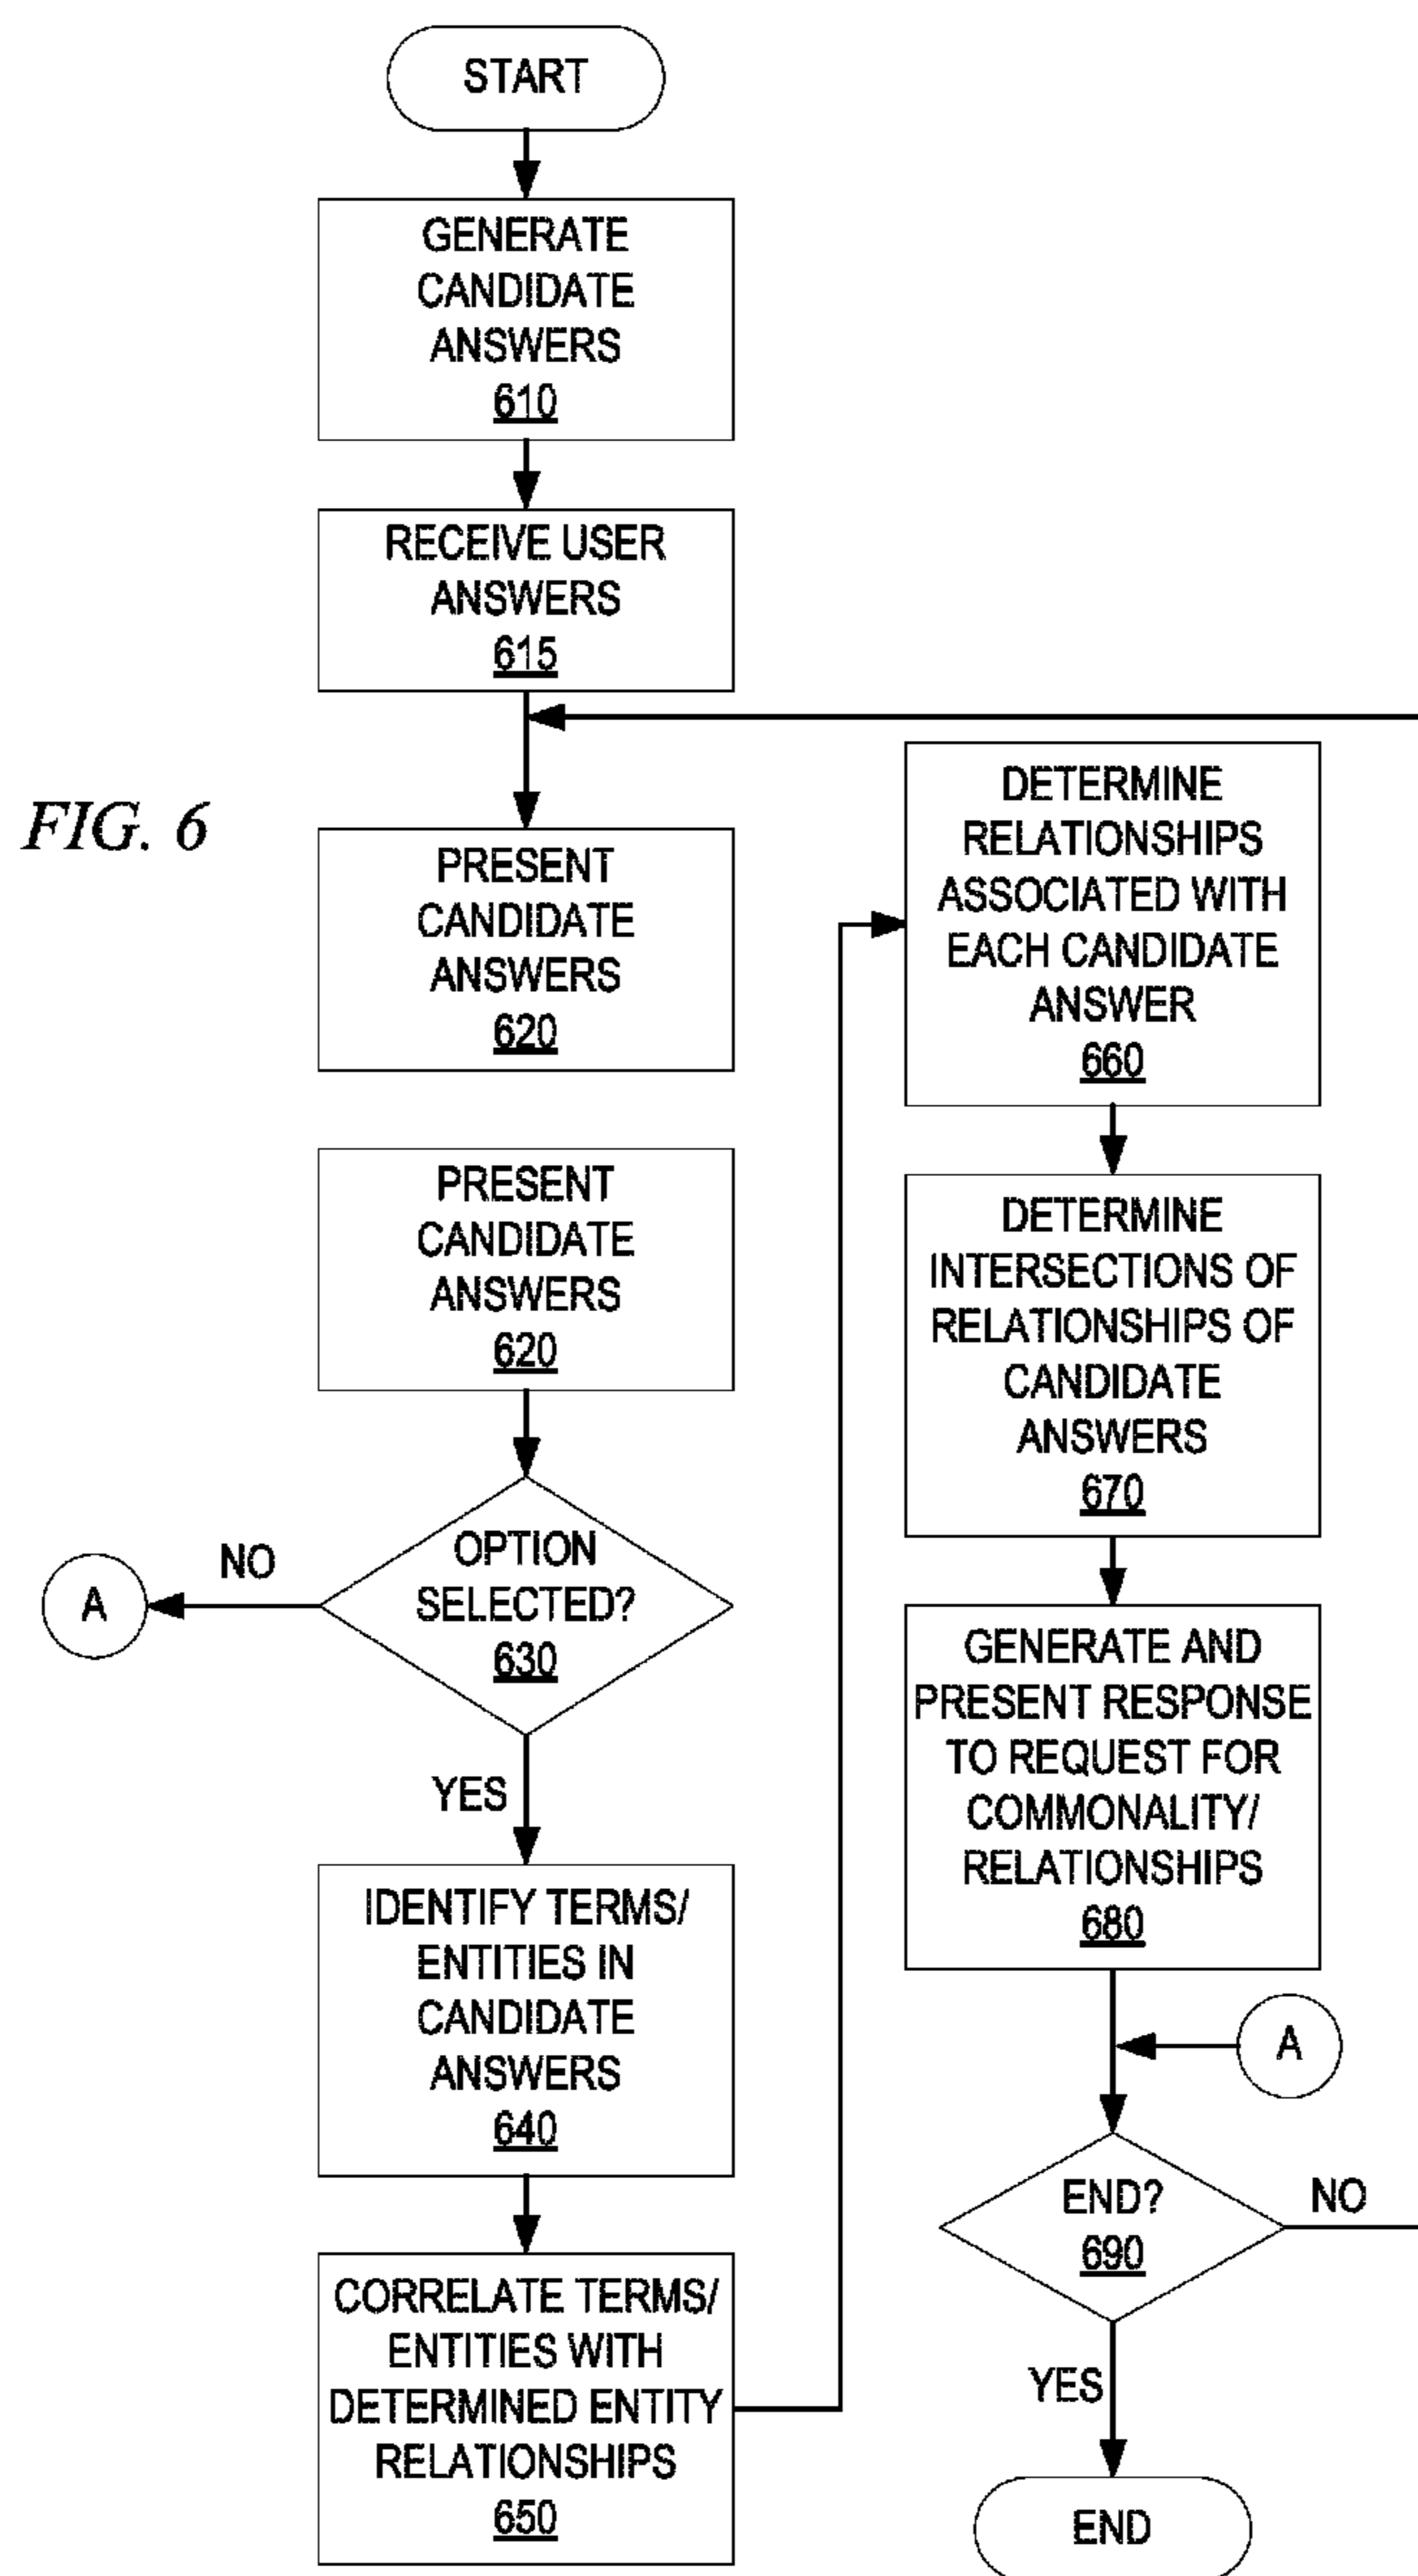 START
GENERATE
CANDIDATE
ANSWERS
610
RECEIVE USER
ANSWERS
615
FIG. 6
PRESENT
CANDIDATE
ANSWERS
620
PRESENT
CANDIDATE
ANSWERS
620
OPTION
SELECTED?
630
NO
A
YES
IDENTIFY TERMS/
ENTITIES IN
CANDIDATE
ANSWERS
640
CORRELATE TERMS/
ENTITIES WITH
DETERMINED ENTITY
RELATIONSHIPS
650
DETERMINE
RELATIONSHIPS
ASSOCIATED WITH
EACH CANDIDATE
ANSWER
660
DETERMINE
INTERSECTIONS OF
RELATIONSHIPS OF
CANDIDATE
ANSWERS
670
GENERATE AND
PRESENT RESPONSE
TO REQUEST FOR
COMMONALITY/
RELATIONSHIPS
680
A
END?
690
NO
YES
END